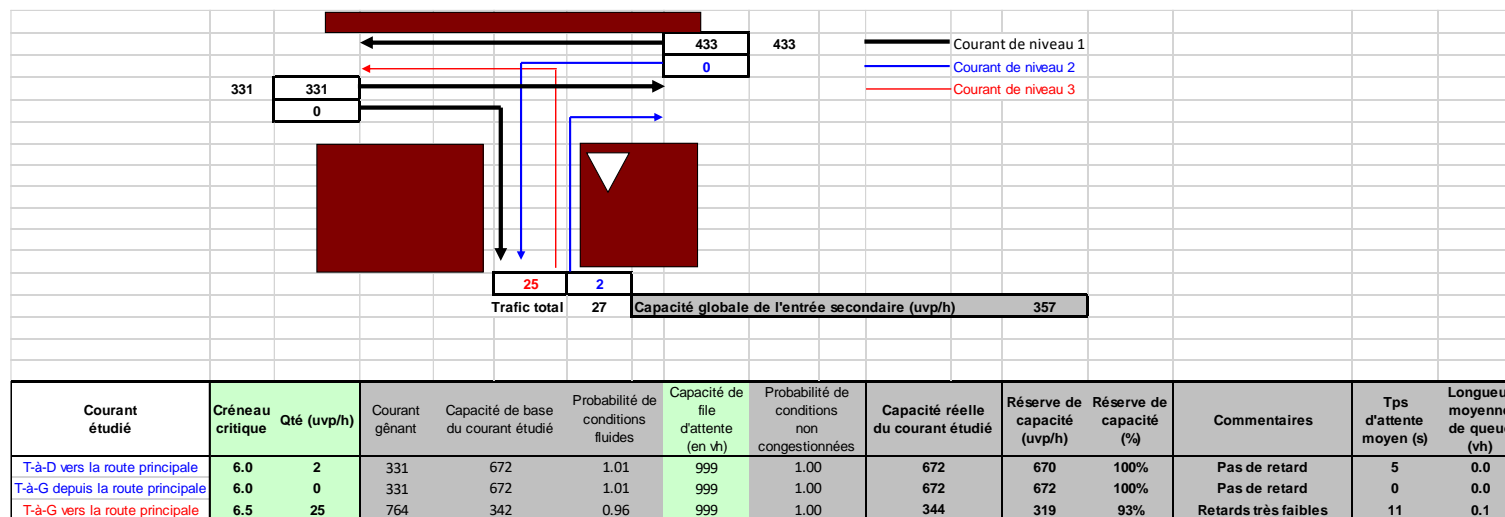 433 433 Courant de niveau 1
0 Courant de niveau 2
331 331 Courant de niveau 3
0
25 2
Trafic total 27 Capacité globale de l'entrée secondaire (uvp/h) 357
Courant étudié Créneau critique Qté (uvp/h) Courant gênant Capacité de base du courant étudié Probabilité de conditions fluides Capacité de file d'attente (en vh) Probabilité de conditions non congestionnées Capacité réelle du courant étudié Réserve de capacité (uvp/h) Réserve de capacité (%) Commentaires Tps d'attente moyen (s) Longueur moyenne de queue (vh)
T-à-D vers la route principale 6.0 2 331 672 1.01 999 1.00 672 670 100% Pas de retard 5 0.0
T-à-G depuis la route principale 6.0 0 331 672 1.01 999 1.00 672 672 100% Pas de retard 0 0.0
T-à-G vers la route principale 6.5 25 764 342 0.96 999 1.00 344 319 93% Retards très faibles 11 0.1